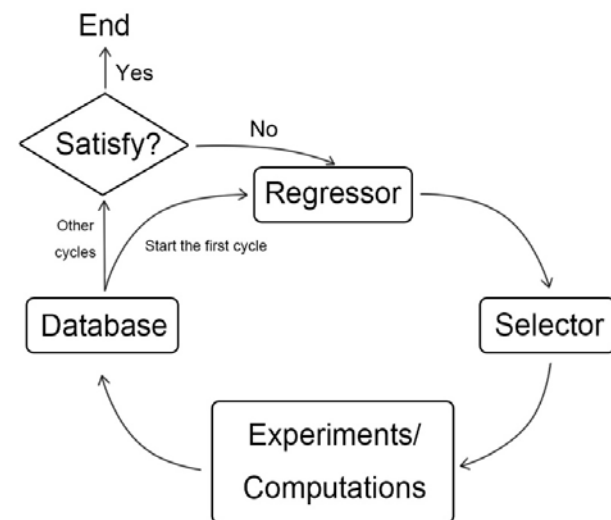 End
Yes
Satisfy?
No
Regressor
Other
cycles
Start the first cycle
Database
Selector
Experiments/
Computations